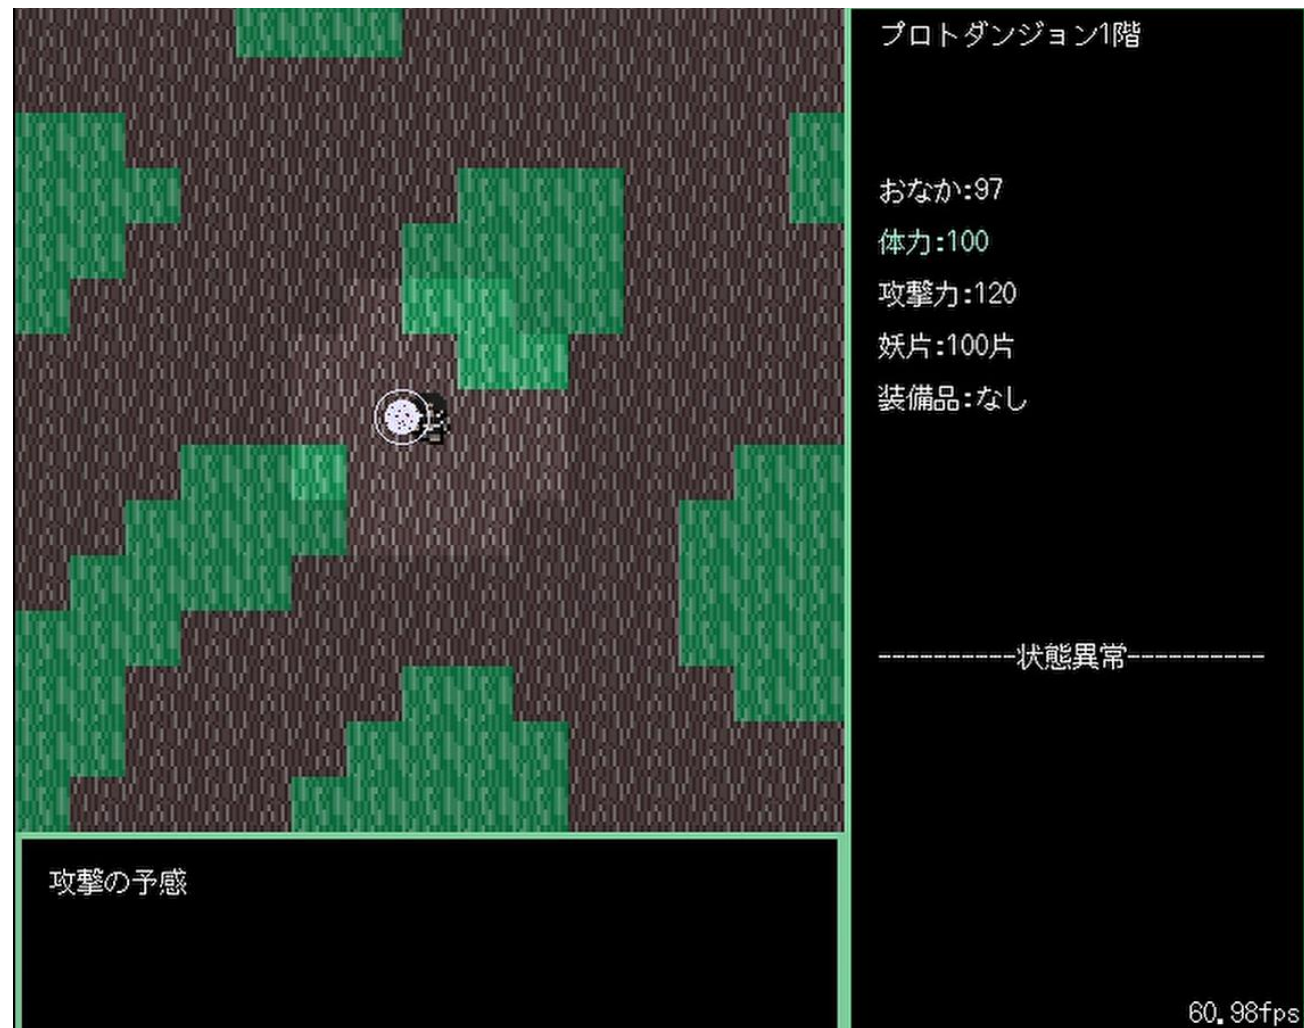 プロトダンジョン1階
おなか:97
体力:100
攻撃力:120
妖片:100片
装備品:なし
----------状態異常----------
攻撃の予感
60.98fps